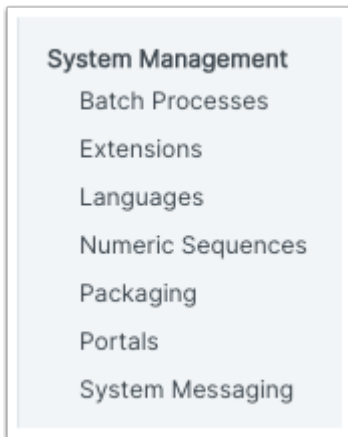 System Management
Batch Processes
Extensions
Languages
Numeric Sequences
Packaging
Portals
System Messaging